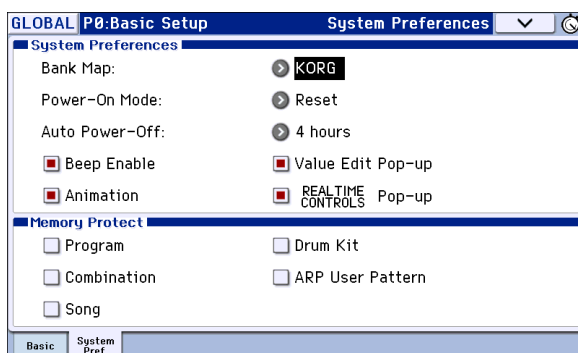 GLOBAL P0:Basic Setup System Preferences
System Preferences
Bank Map: KORG
Power-On Mode: Reset
Auto Power-Off: 4 hours
Beep Enable Value Edit Pop-up
Animation REALTIME CONTROLS Pop-up
Memory Protect
Program Drum Kit
Combination ARP User Pattern
Song
Basic System Pref